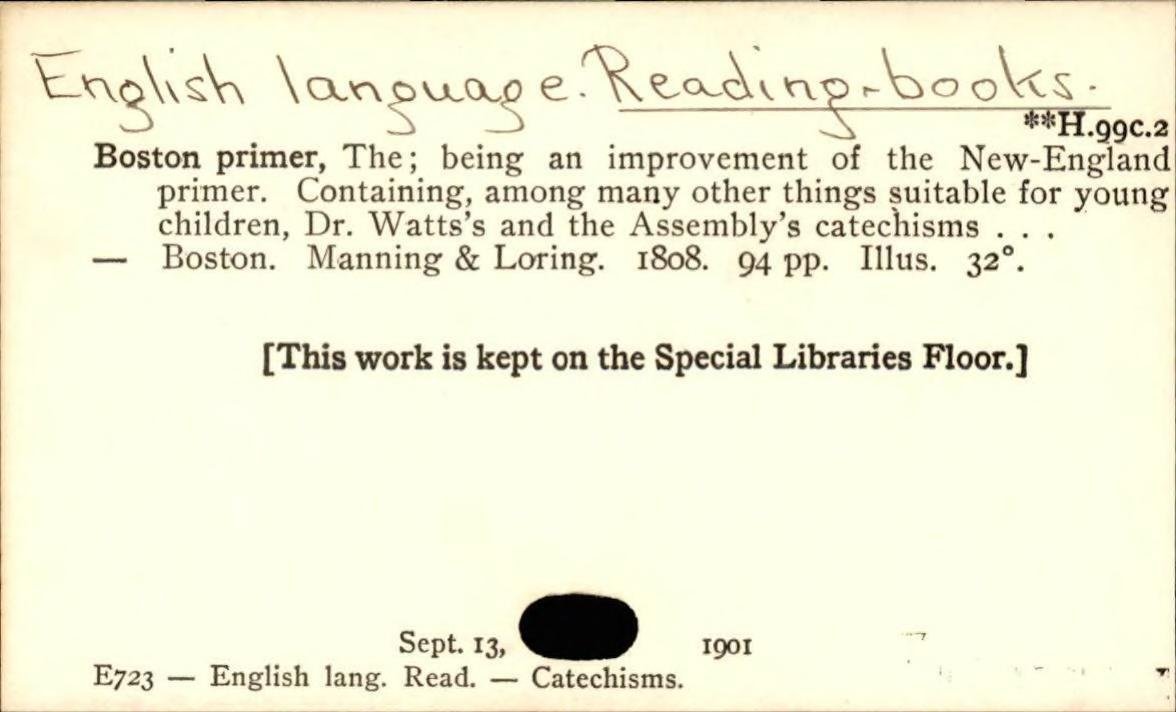 English language. Reading-books.
**H.99c.2
Boston primer, The; being an improvement of the New-England
primer. Containing, among many other things suitable for young
children, Dr. Watts's and the Assembly's catechisms . . .
— Boston. Manning & Loring. 1808. 94 pp. Illus. 32°.
[This work is kept on the Special Libraries Floor.]
Sept. 13, 1901
E723 — English lang. Read. — Catechisms.